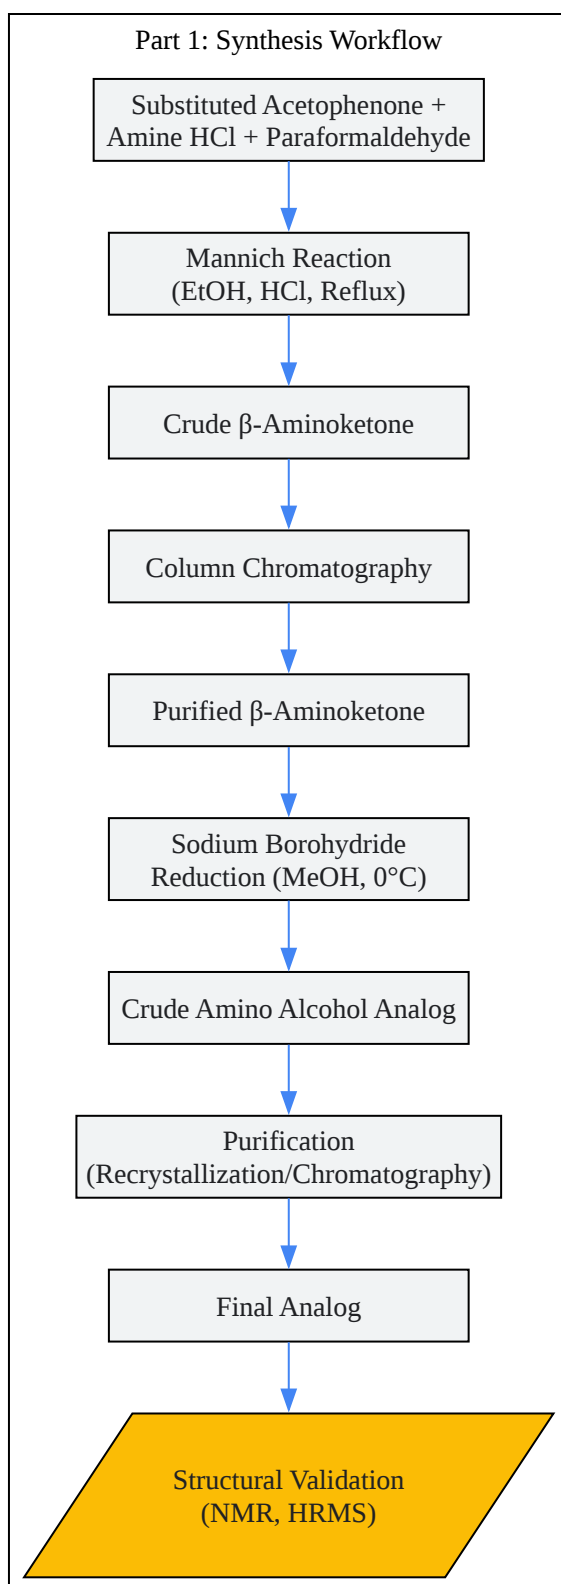 Part 1: Synthesis Workflow
Substituted Acetophenone +
Amine HCl + Paraformaldehyde
Mannich Reaction
(EtOH, HCl, Reflux)
Crude β-Aminoketone
Column Chromatography
Purified β-Aminoketone
Sodium Borohydride
Reduction (MeOH, 0°C)
Crude Amino Alcohol Analog
Purification
(Recrystallization/Chromatography)
Final Analog
Structural Validation
(NMR, HRMS)